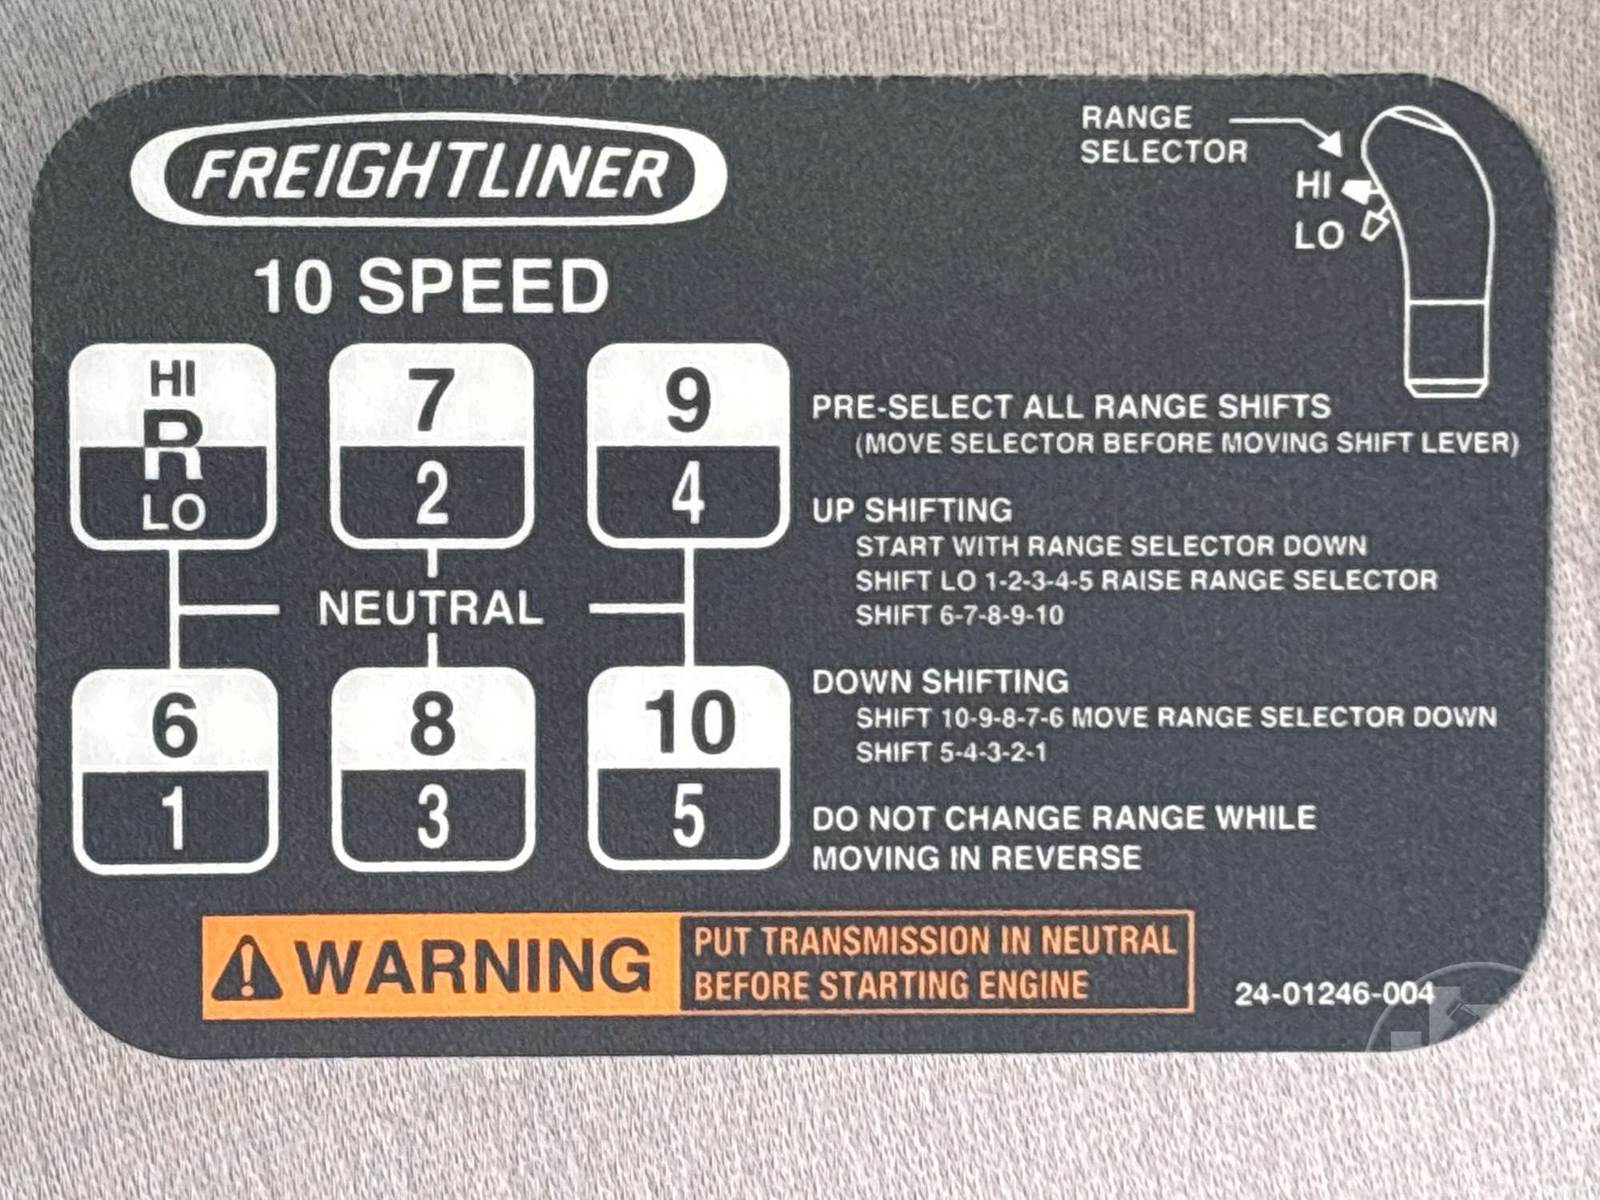 FREIGHTLINER
10 SPEED
RANGE
SELECTOR
HI
LO
HI
R
LO
7
2
9
4
NEUTRAL
6
1
8
3
10
5
PRE-SELECT ALL RANGE SHIFTS
(MOVE SELECTOR BEFORE MOVING SHIFT LEVER)
UP SHIFTING
START WITH RANGE SELECTOR DOWN
SHIFT LO 1-2-3-4-5 RAISE RANGE SELECTOR
SHIFT 6-7-8-9-10
DOWN SHIFTING
SHIFT 10-9-8-7-6 MOVE RANGE SELECTOR DOWN
SHIFT 5-4-3-2-1
DO NOT CHANGE RANGE WHILE
MOVING IN REVERSE
WARNING
PUT TRANSMISSION IN NEUTRAL
BEFORE STARTING ENGINE
24-01246-004